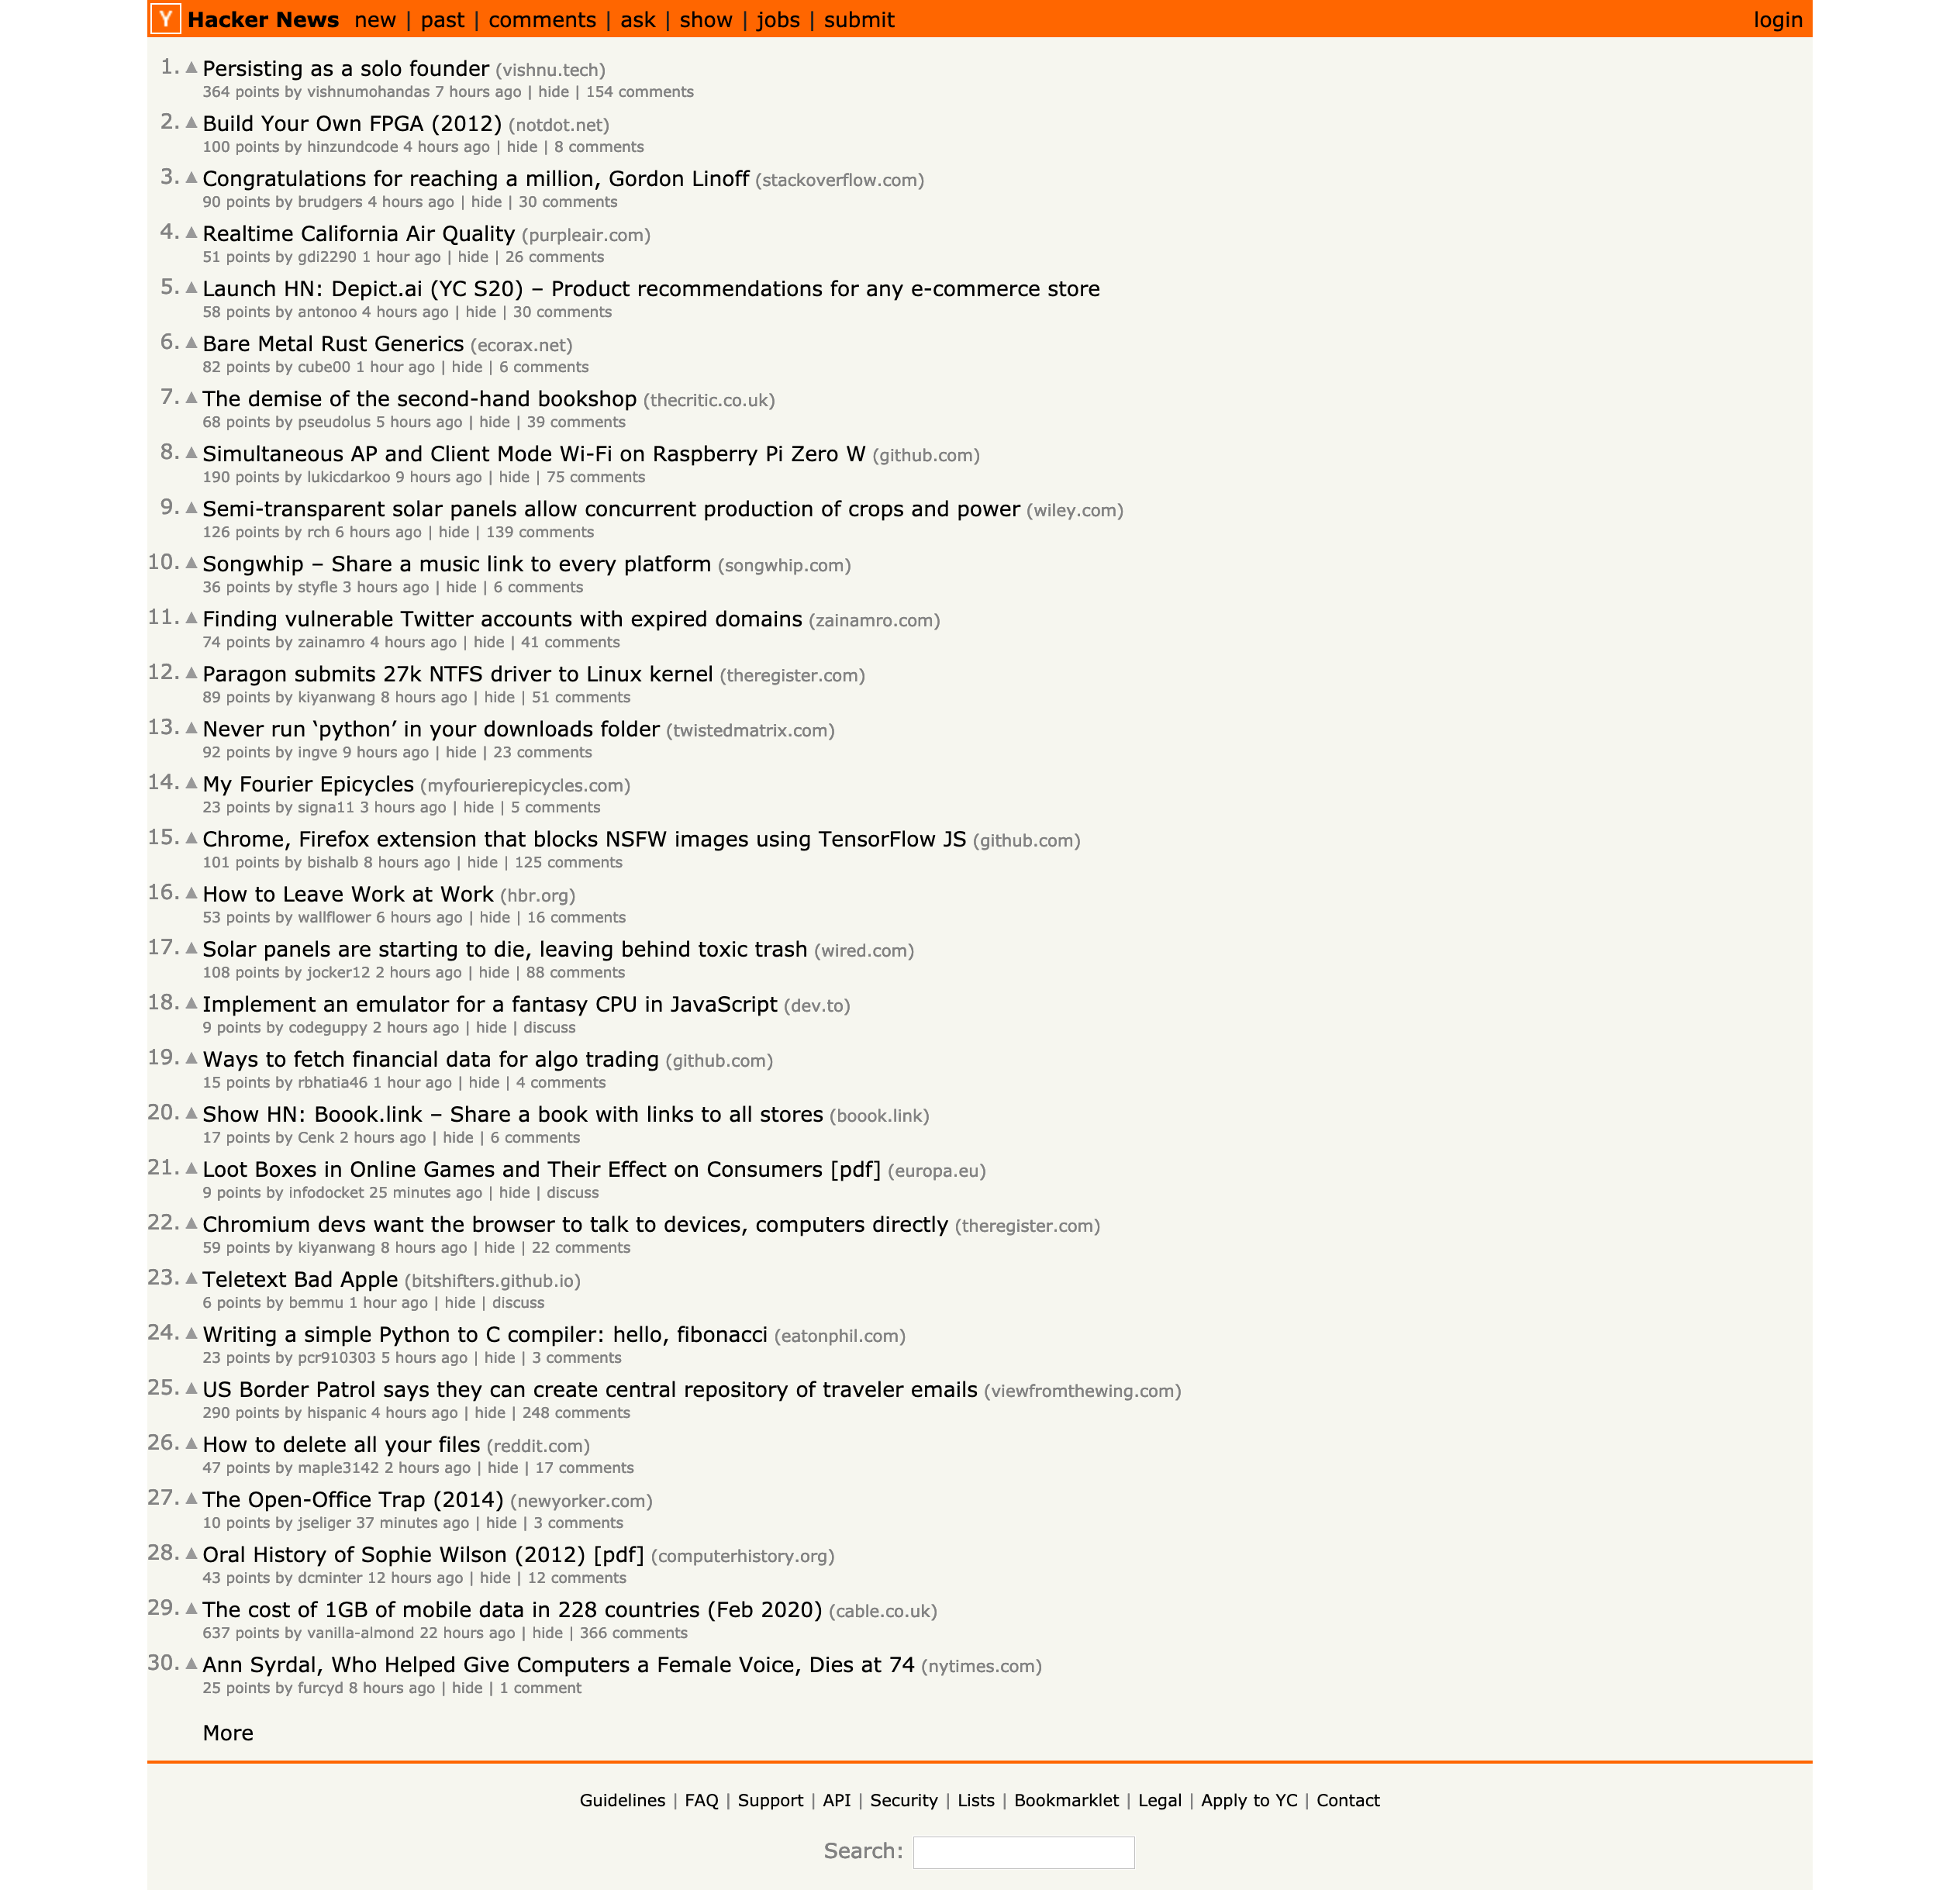 Y Hacker News new | past | comments | ask | show | jobs | submit login
1. ▲ Persisting as a solo founder (vishnu.tech)
364 points by vishnumohandas 7 hours ago | hide | 154 comments
2. ▲ Build Your Own FPGA (2012) (notdot.net)
100 points by hinzundcode 4 hours ago | hide | 8 comments
3. ▲ Congratulations for reaching a million, Gordon Linoff (stackoverflow.com)
90 points by brudgers 4 hours ago | hide | 30 comments
4. ▲ Realtime California Air Quality (purpleair.com)
51 points by gdi2290 1 hour ago | hide | 26 comments
5. ▲ Launch HN: Depict.ai (YC S20) – Product recommendations for any e-commerce store
58 points by antonoo 4 hours ago | hide | 30 comments
6. ▲ Bare Metal Rust Generics (ecorax.net)
82 points by cube00 1 hour ago | hide | 6 comments
7. ▲ The demise of the second-hand bookshop (thecritic.co.uk)
68 points by pseudolus 5 hours ago | hide | 39 comments
8. ▲ Simultaneous AP and Client Mode Wi-Fi on Raspberry Pi Zero W (github.com)
190 points by lukicdarkoo 9 hours ago | hide | 75 comments
9. ▲ Semi-transparent solar panels allow concurrent production of crops and power (wiley.com)
126 points by rch 6 hours ago | hide | 139 comments
10. ▲ Songwhip – Share a music link to every platform (songwhip.com)
36 points by styfle 3 hours ago | hide | 6 comments
11. ▲ Finding vulnerable Twitter accounts with expired domains (zainamro.com)
74 points by zainamro 4 hours ago | hide | 41 comments
12. ▲ Paragon submits 27k NTFS driver to Linux kernel (theregister.com)
89 points by kiyanwang 8 hours ago | hide | 51 comments
13. ▲ Never run ‘python’ in your downloads folder (twistedmatrix.com)
92 points by ingve 9 hours ago | hide | 23 comments
14. ▲ My Fourier Epicycles (myfourierepicycles.com)
23 points by signa11 3 hours ago | hide | 5 comments
15. ▲ Chrome, Firefox extension that blocks NSFW images using TensorFlow JS (github.com)
101 points by bishalb 8 hours ago | hide | 125 comments
16. ▲ How to Leave Work at Work (hbr.org)
53 points by wallflower 6 hours ago | hide | 16 comments
17. ▲ Solar panels are starting to die, leaving behind toxic trash (wired.com)
108 points by jocker12 2 hours ago | hide | 88 comments
18. ▲ Implement an emulator for a fantasy CPU in JavaScript (dev.to)
9 points by codeguppy 2 hours ago | hide | discuss
19. ▲ Ways to fetch financial data for algo trading (github.com)
15 points by rbhatia46 1 hour ago | hide | 4 comments
20. ▲ Show HN: Boook.link – Share a book with links to all stores (boook.link)
17 points by Cenk 2 hours ago | hide | 6 comments
21. ▲ Loot Boxes in Online Games and Their Effect on Consumers [pdf] (europa.eu)
9 points by infodocket 25 minutes ago | hide | discuss
22. ▲ Chromium devs want the browser to talk to devices, computers directly (theregister.com)
59 points by kiyanwang 8 hours ago | hide | 22 comments
23. ▲ Teletext Bad Apple (bitshifters.github.io)
6 points by bemmu 1 hour ago | hide | discuss
24. ▲ Writing a simple Python to C compiler: hello, fibonacci (eatonphil.com)
23 points by pcr910303 5 hours ago | hide | 3 comments
25. ▲ US Border Patrol says they can create central repository of traveler emails (viewfromthewing.com)
290 points by hispanic 4 hours ago | hide | 248 comments
26. ▲ How to delete all your files (reddit.com)
47 points by maple3142 2 hours ago | hide | 17 comments
27. ▲ The Open-Office Trap (2014) (newyorker.com)
10 points by jseliger 37 minutes ago | hide | 3 comments
28. ▲ Oral History of Sophie Wilson (2012) [pdf] (computerhistory.org)
43 points by dcminter 12 hours ago | hide | 12 comments
29. ▲ The cost of 1GB of mobile data in 228 countries (Feb 2020) (cable.co.uk)
637 points by vanilla-almond 22 hours ago | hide | 366 comments
30. ▲ Ann Syrdal, Who Helped Give Computers a Female Voice, Dies at 74 (nytimes.com)
25 points by furcyd 8 hours ago | hide | 1 comment
More
Guidelines | FAQ | Support | API | Security | Lists | Bookmarklet | Legal | Apply to YC | Contact
Search: